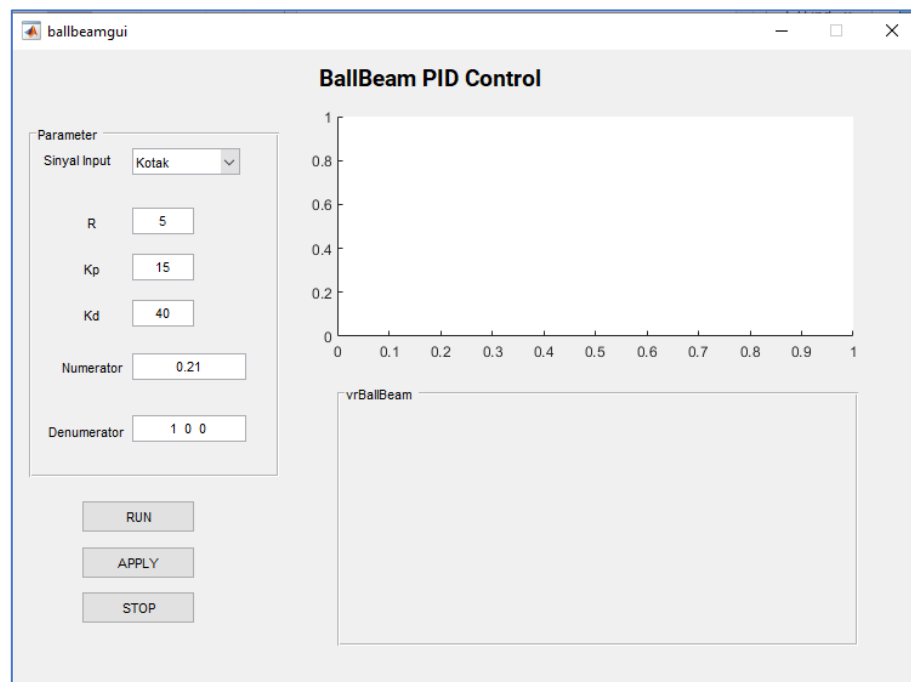 ballbeamgui
BallBeam PID Control
Parameter
Sinyal Input Kotak
R 5
Kp 15
Kd 40
Numerator 0.21
Denumerator 1 0 0
RUN
APPLY
STOP
1
0.8
0.6
0.4
0.2
0
0 0.1 0.2 0.3 0.4 0.5 0.6 0.7 0.8 0.9 1
vrBallBeam